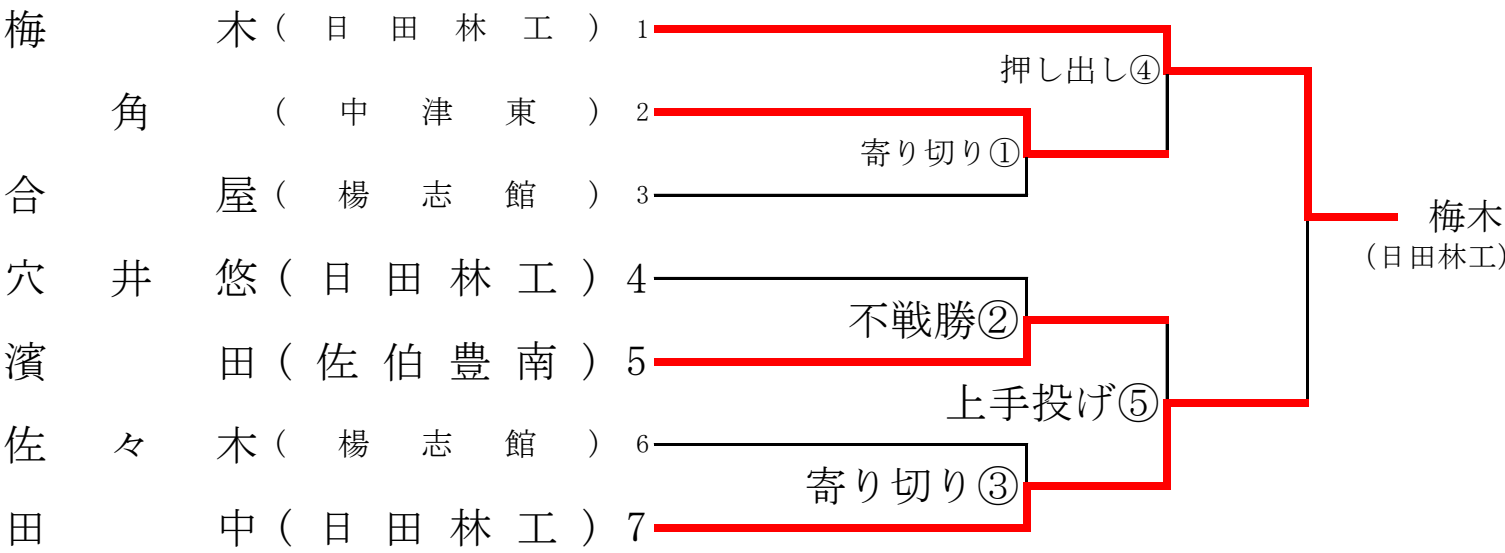 梅木(日田林工)1
押し出し④
角(中津東)2
寄り切り①
合屋(楊志館)3
梅木
(日田林工)
穴井悠(日田林工)4
不戦勝②
濱田(佐伯豊南)5
上手投げ⑤
佐々木(楊志館)6
寄り切り③
田中(日田林工)7